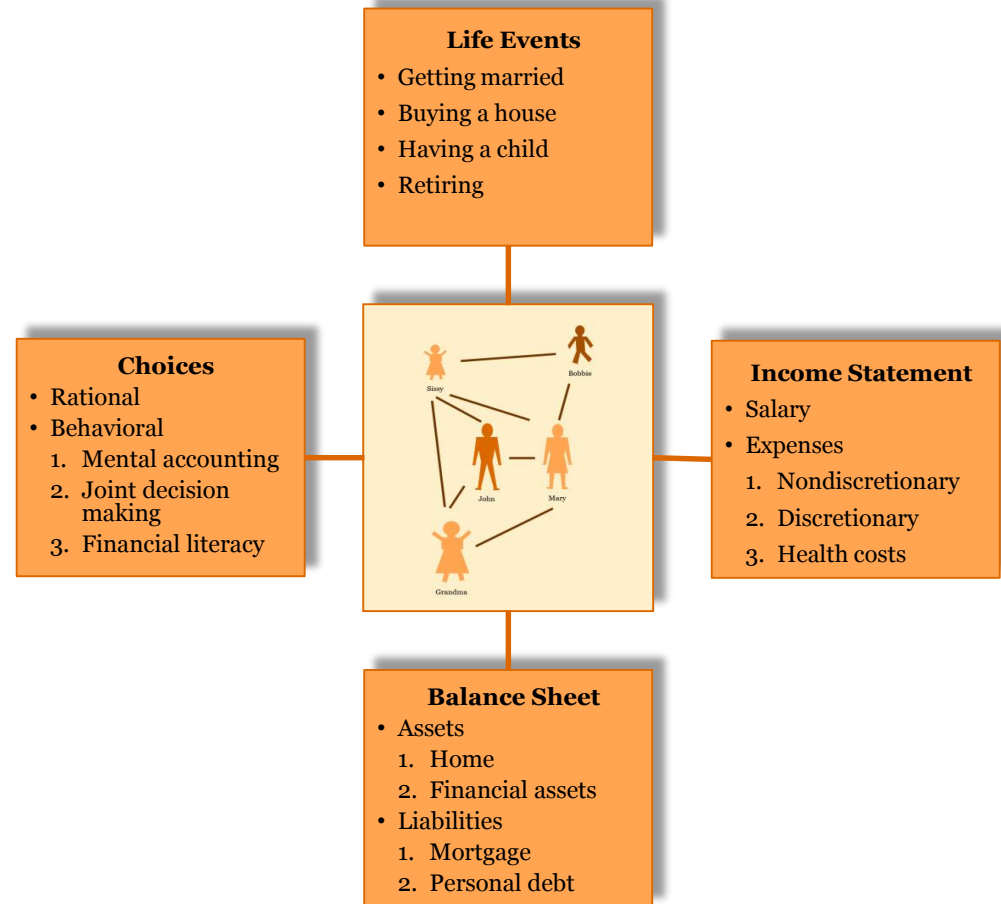 Life Events
• Getting married
• Buying a house
• Having a child
• Retiring
Choices
• Rational
• Behavioral
1. Mental accounting
2. Joint decision
making
3. Financial literacy
Sissy
Bobbie
John
Mary
Grandma
Income Statement
• Salary
• Expenses
1. Nondiscretionary
2. Discretionary
3. Health costs
Balance Sheet
• Assets
1. Home
2. Financial assets
• Liabilities
1. Mortgage
2. Personal debt